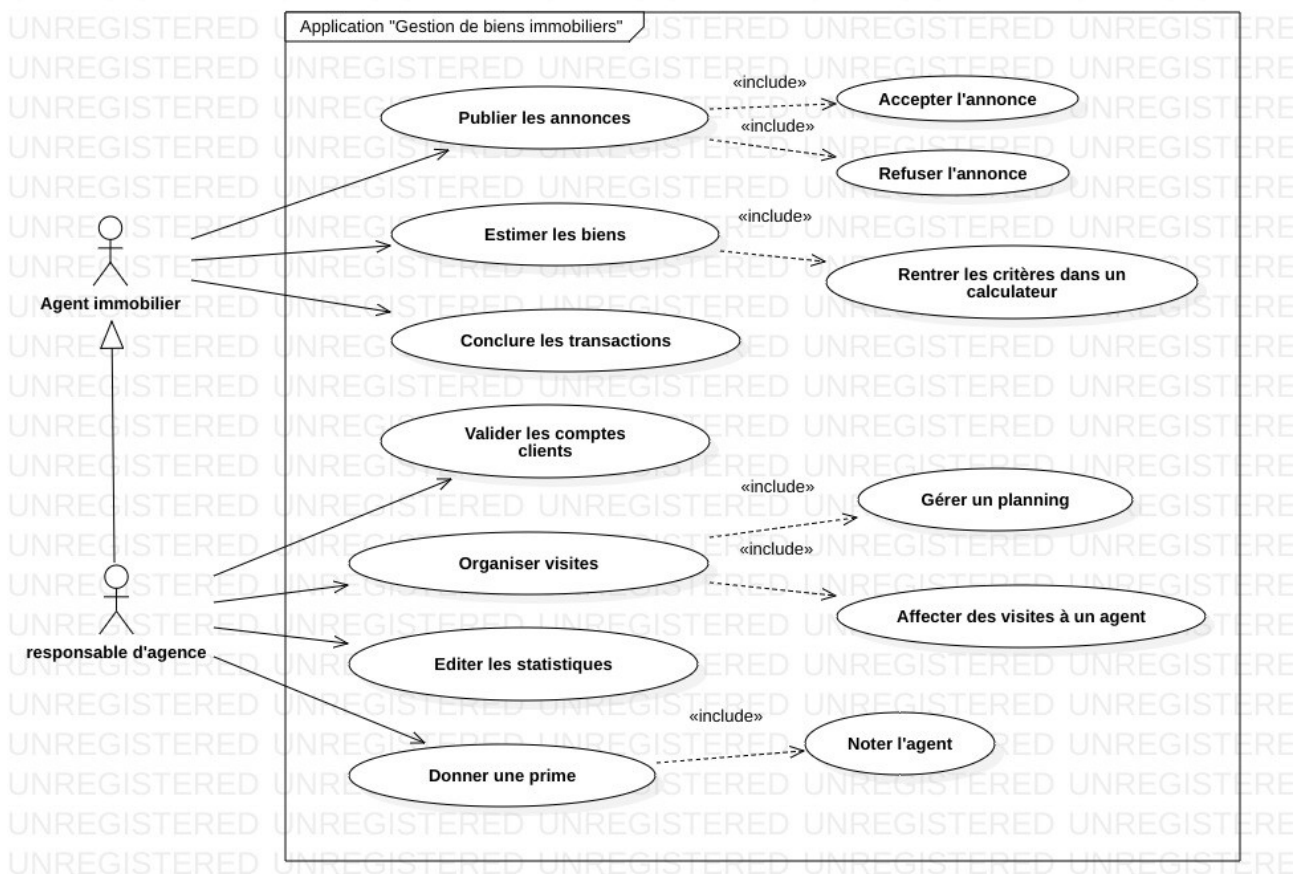 Application "Gestion de biens immobiliers"
«include»
Publier les annonces
Accepter l'annonce
«include»
Refuser l'annonce
Estimer les biens
«include»
Rentrer les critères dans un
calculateur
Agent immobilier
Conclure les transactions
Valider les comptes
clients
«include»
Gérer un planning
Organiser visites
«include»
Affecter des visites à un agent
responsable d'agence
Editer les statistiques
«include»
Noter l'agent
Donner une prime
UNREGISTERED